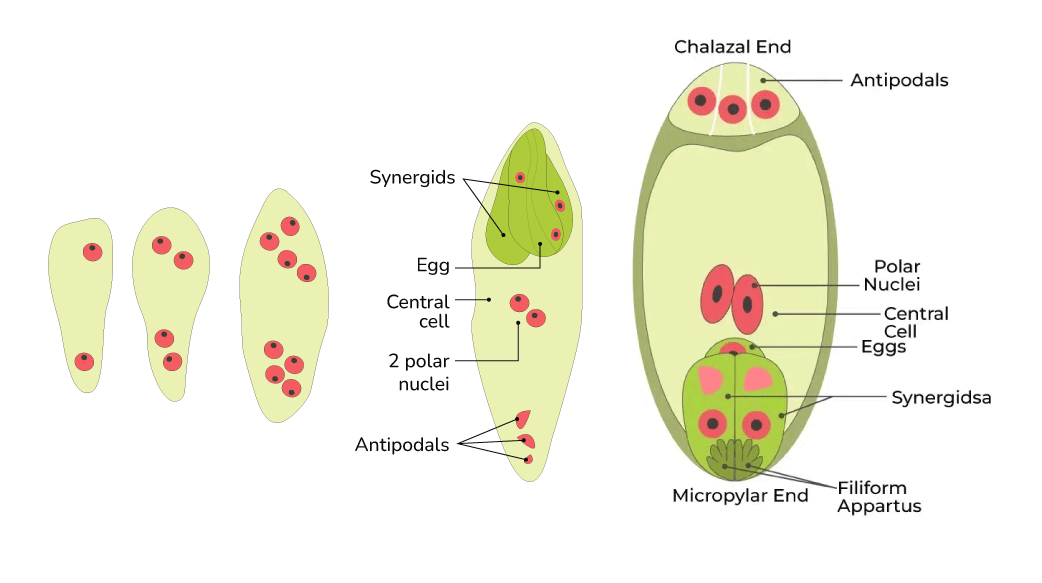 Synergids
Egg
Central
cell
2 polar
nuclei
Antipodals
Chalazal End
Antipodals
Polar
Nuclei
Central
Cell
Eggs
Synergidsa
Filiform
Appartus
Micropylar End